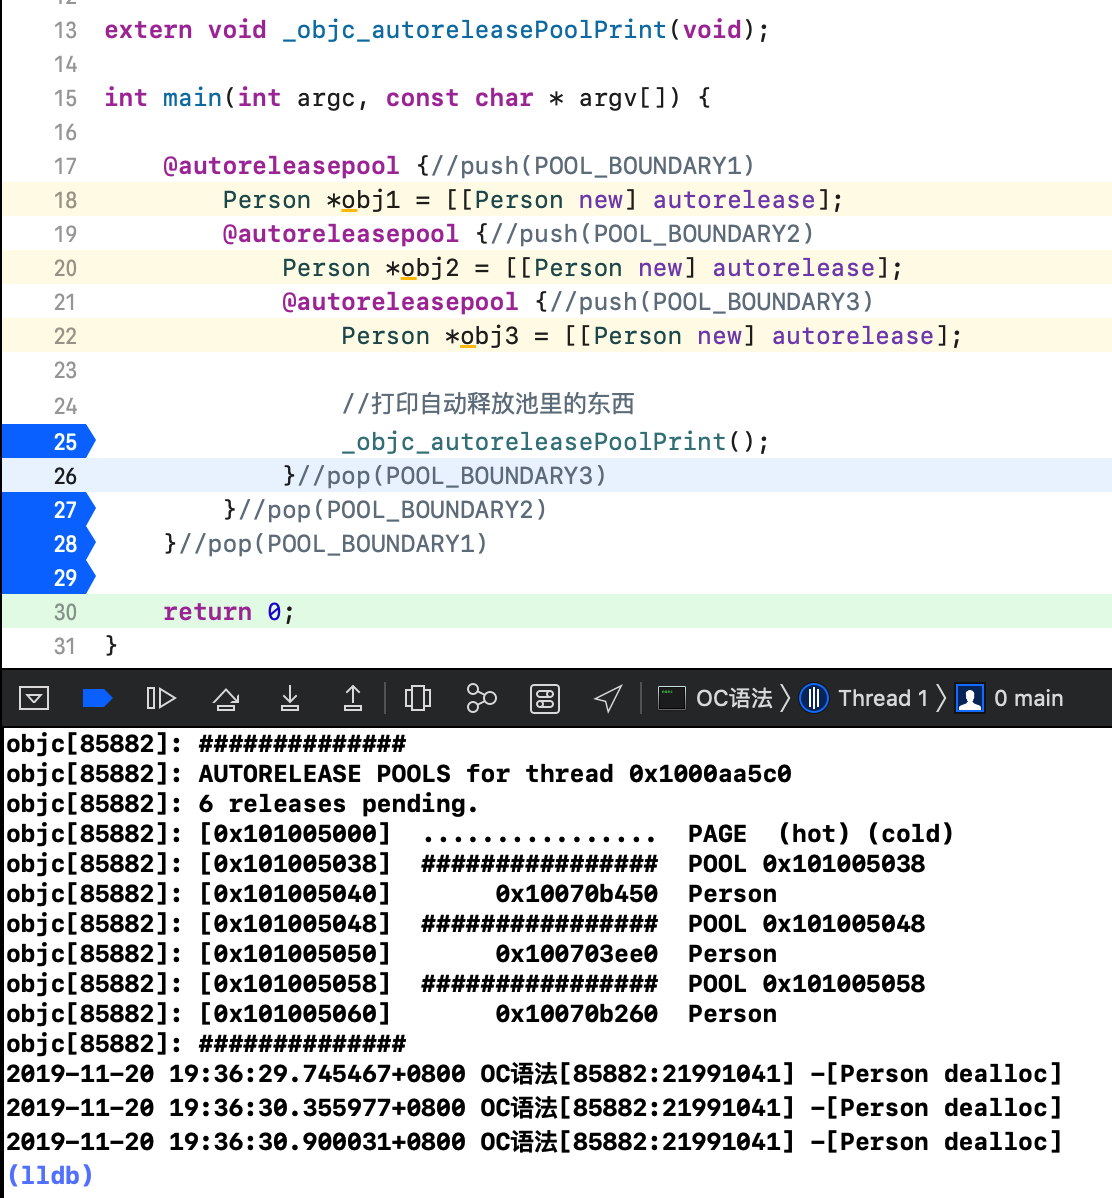 12
13 extern void _objc_autoreleasePoolPrint(void);
14
15 int main(int argc, const char * argv[]) {
16
17     @autoreleasepool {//push(POOL_BOUNDARY1)
18         Person *obj1 = [[Person new] autorelease];
19         @autoreleasepool {//push(POOL_BOUNDARY2)
20             Person *obj2 = [[Person new] autorelease];
21             @autoreleasepool {//push(POOL_BOUNDARY3)
22                 Person *obj3 = [[Person new] autorelease];
23
24                 //打印自动释放池里的东西
25                 _objc_autoreleasePoolPrint();
26             }//pop(POOL_BOUNDARY3)
27         }//pop(POOL_BOUNDARY2)
28     }//pop(POOL_BOUNDARY1)
29
30     return 0;
31 }
OC语法 〉 Thread 1 〉 0 main
objc[85882]: ##############
objc[85882]: AUTORELEASE POOLS for thread 0x1000aa5c0
objc[85882]: 6 releases pending.
objc[85882]: [0x101005000]  ................  PAGE  (hot) (cold)
objc[85882]: [0x101005038]  ################  POOL 0x101005038
objc[85882]: [0x101005040]       0x10070b450  Person
objc[85882]: [0x101005048]  ################  POOL 0x101005048
objc[85882]: [0x101005050]       0x100703ee0  Person
objc[85882]: [0x101005058]  ################  POOL 0x101005058
objc[85882]: [0x101005060]       0x10070b260  Person
objc[85882]: ##############
2019-11-20 19:36:29.745467+0800 OC语法[85882:21991041] -[Person dealloc]
2019-11-20 19:36:30.355977+0800 OC语法[85882:21991041] -[Person dealloc]
2019-11-20 19:36:30.900031+0800 OC语法[85882:21991041] -[Person dealloc]
(lldb)